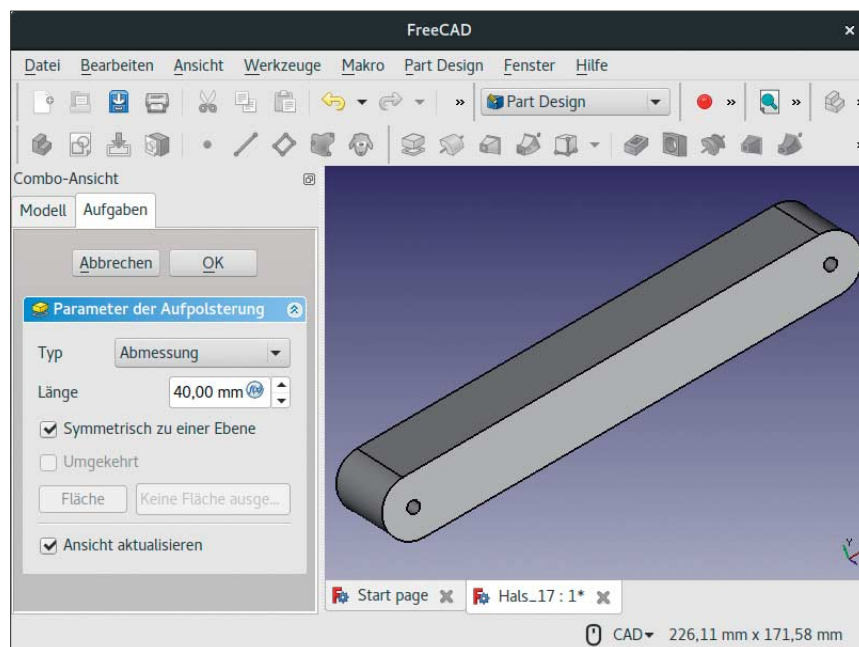 FreeCAD
Datei Bearbeiten Ansicht Werkzeuge Makro Part Design Fenster Hilfe
» Part Design » »
Combo-Ansicht
Modell Aufgaben
Abbrechen OK
Parameter der Aufpolsterung
Typ Abmessung
Länge 40,00 mm f(x)
Symmetrisch zu einer Ebene
Umgekehrt
Fläche Keine Fläche ausge...
Ansicht aktualisieren
Y
Start page Hals_17 : 1*
CAD 226,11 mm x 171,58 mm